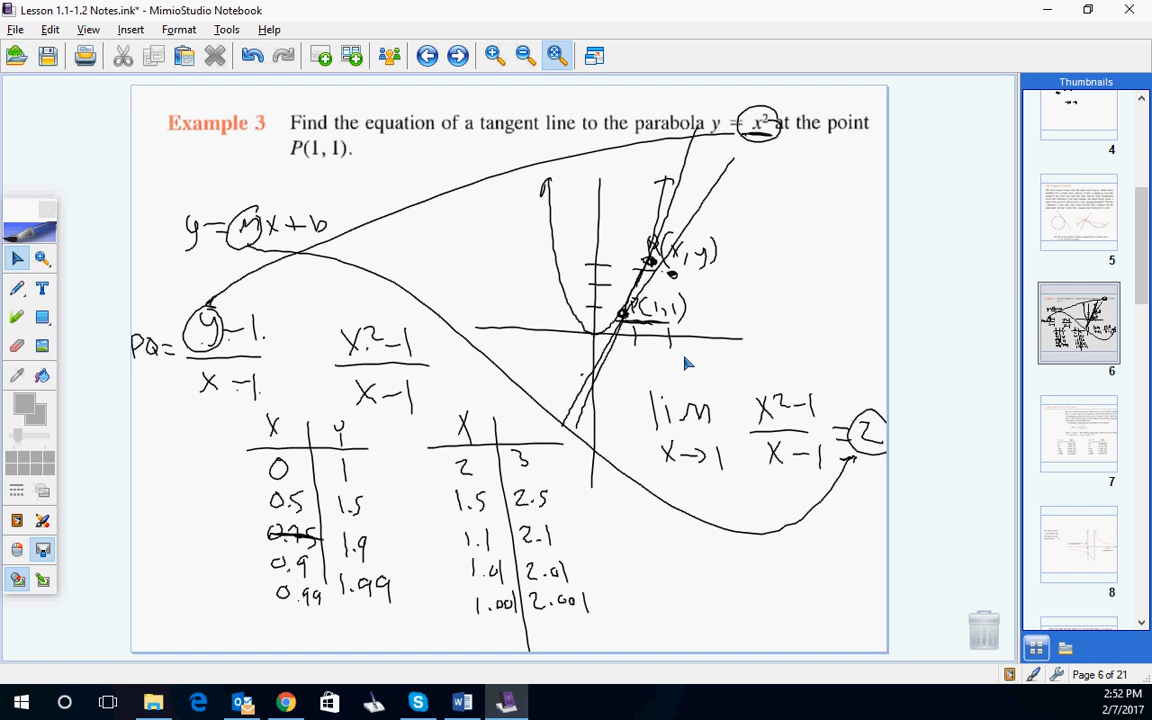 Lesson 1.1-1.2 Notes.ink* - MimioStudio Notebook
File Edit View Insert Format Tools Help
Thumbnails
Example 3 Find the equation of a tangent line to the parabola y = x² at the point
P(1, 1).
y = mx + b
Q(x, y)
P(1, 1)
PQ = y - 1 / x - 1
x² - 1 / x - 1
lim x→1 x² - 1 / x - 1 = 2
x y
0 1
0.5 1.5
0.75
0.9 1.9
0.99 1.99
x
2 3
1.5 2.5
1.1 2.1
1.01 2.01
1.001 2.001
4
5
6
7
8
Page 6 of 21
2:52 PM
2/7/2017